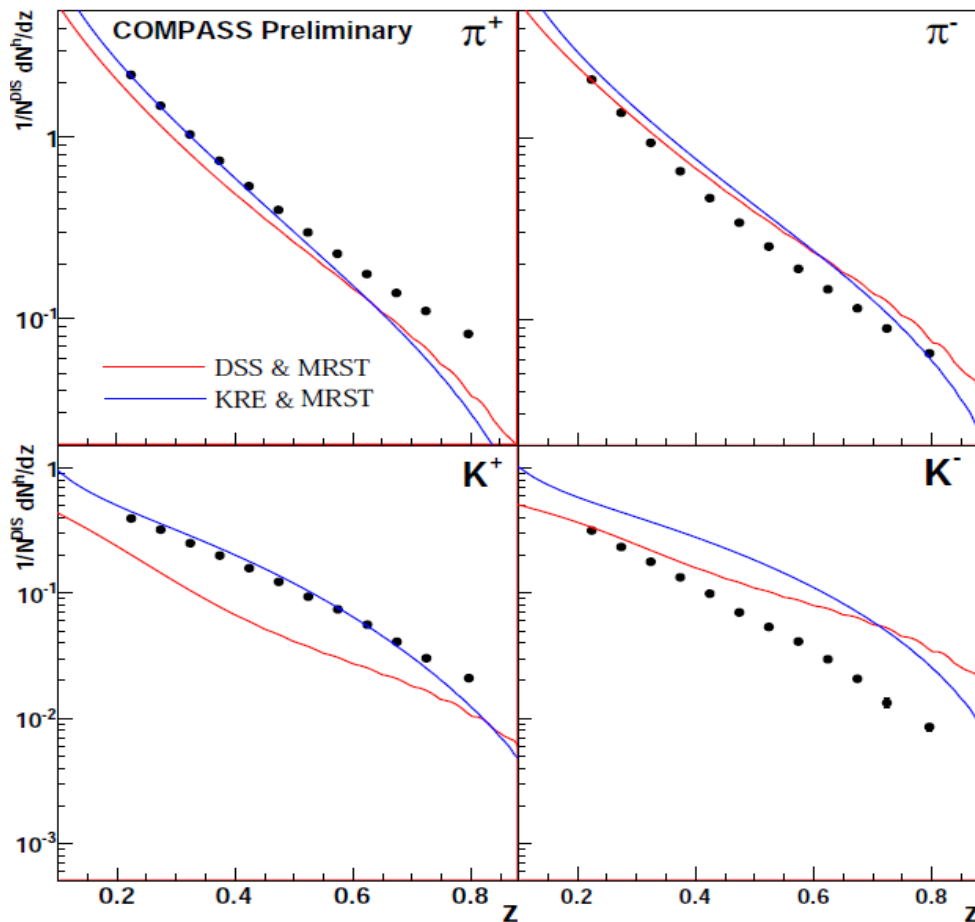 COMPASS Preliminary
π+
π-
1/N^DIS dN^h/dz
1
10^-1
DSS & MRST
KRE & MRST
K+
K-
1/N^DIS dN^h/dz
1
10^-1
10^-2
10^-3
0.2 0.4 0.6 0.8
z
0.2 0.4 0.6 0.8
z